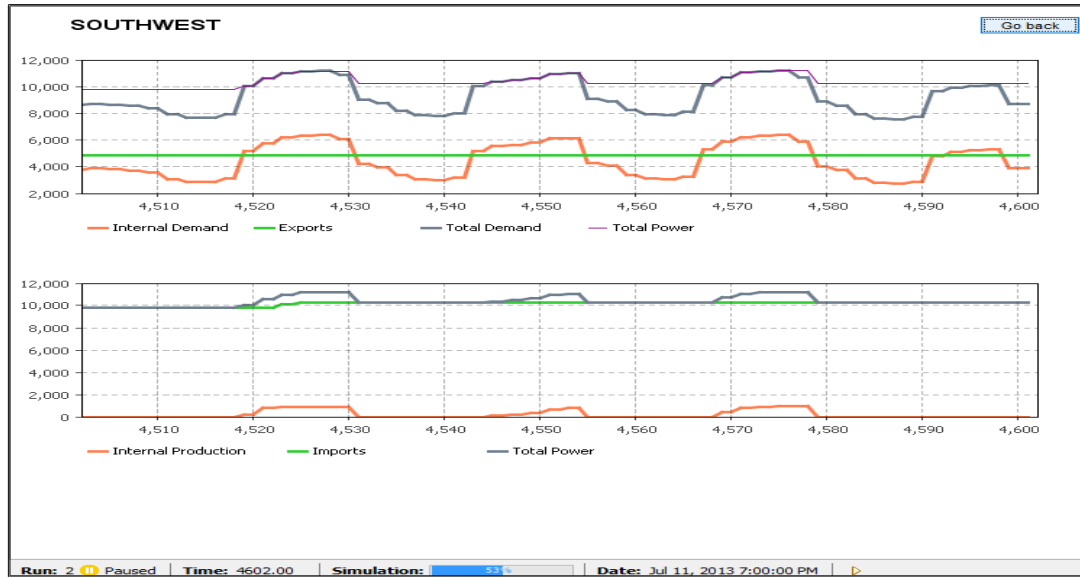 SOUTHWEST
Go back
12,000
10,000
8,000
6,000
4,000
2,000
4,510 4,520 4,530 4,540 4,550 4,560 4,570 4,580 4,590 4,600
Internal Demand Exports Total Demand Total Power
12,000
10,000
8,000
6,000
4,000
2,000
0
4,510 4,520 4,530 4,540 4,550 4,560 4,570 4,580 4,590 4,600
Internal Production Imports Total Power
Run: 2 Paused Time: 4602.00 Simulation: 53% Date: Jul 11, 2013 7:00:00 PM